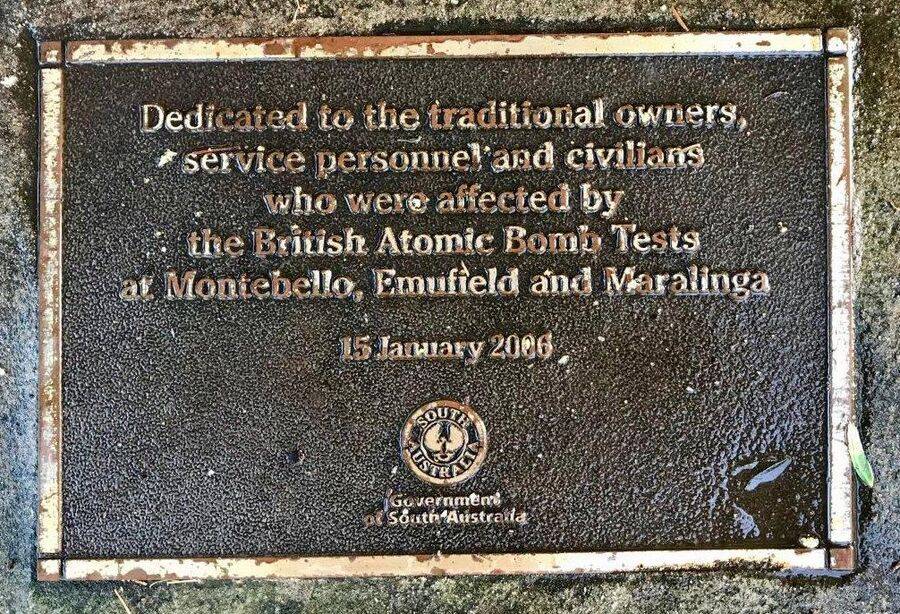 Dedicated to the traditional owners,
service personnel and civilians
who were affected by
the British Atomic Bomb Tests
at Montebello, Emufield and Maralinga
15 January 2006
SOUTH
AUSTRALIA
Government
of South Australia